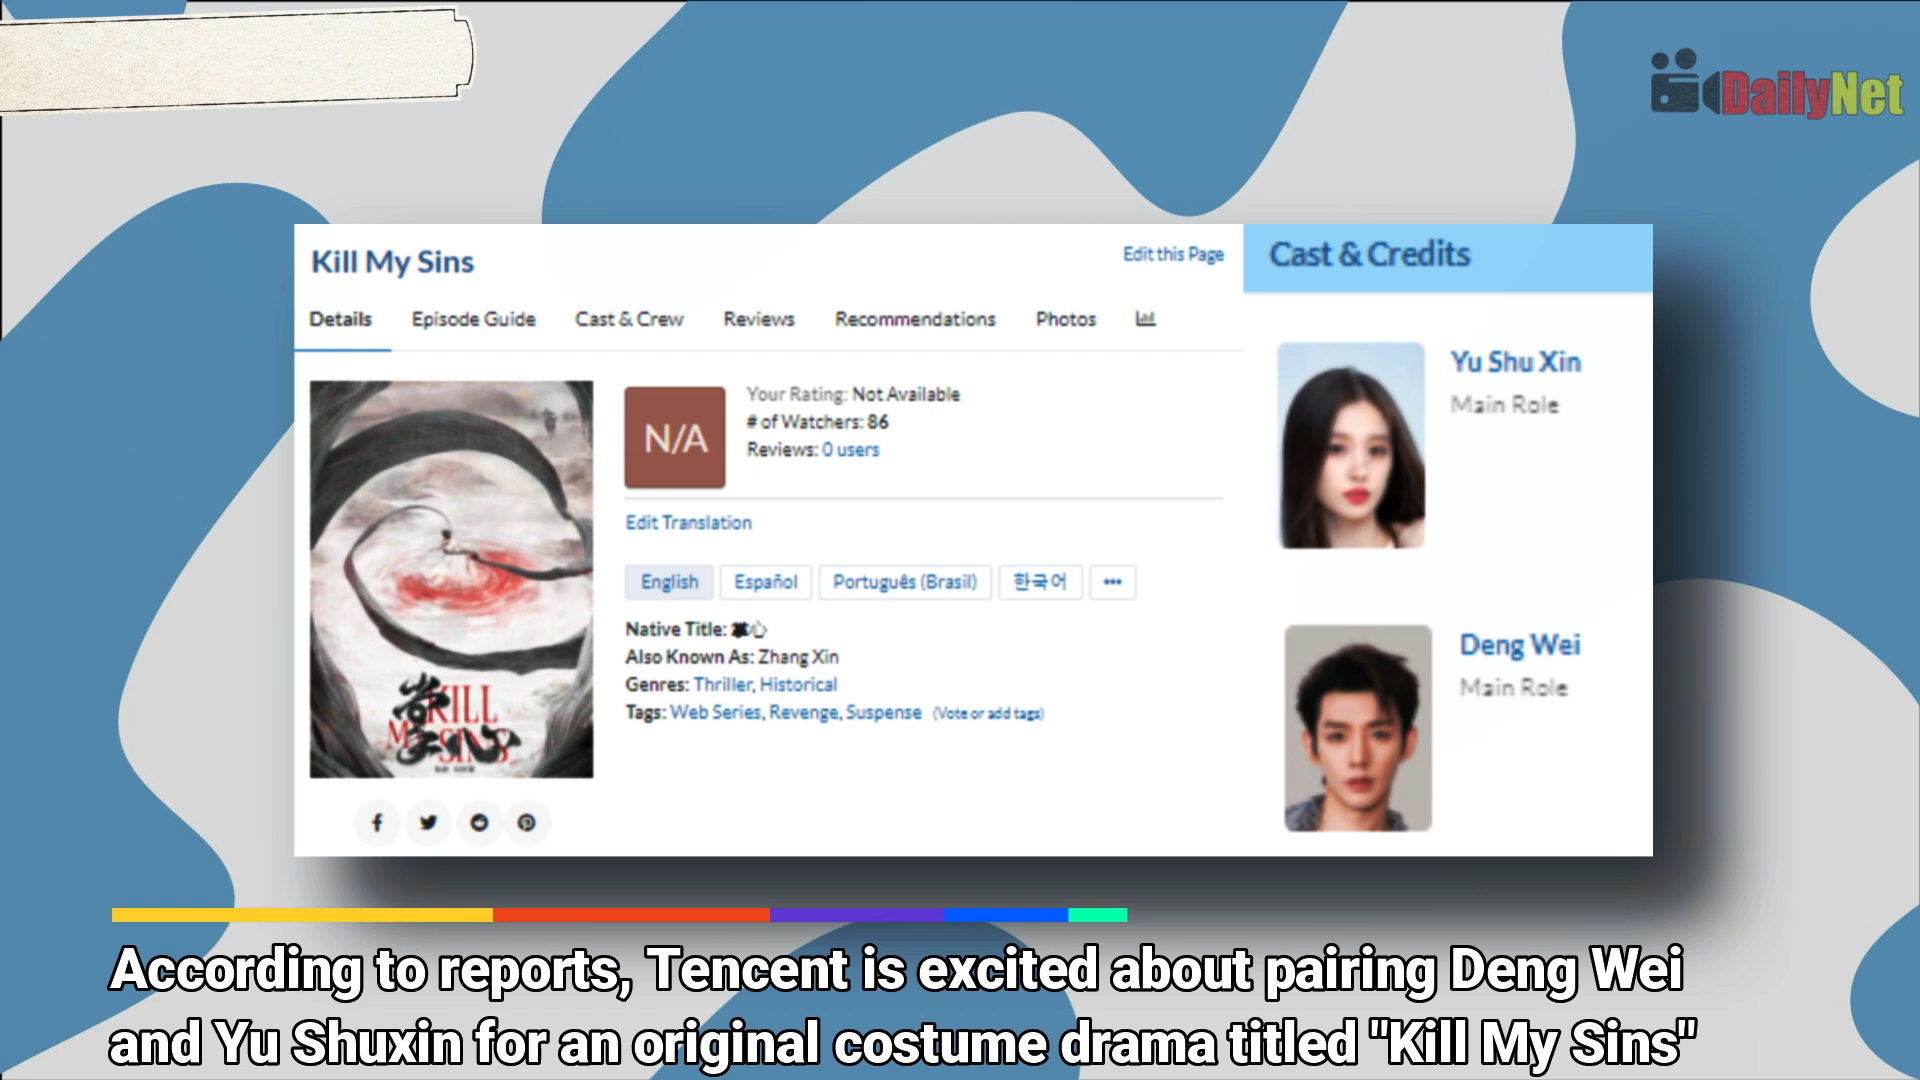 DailyNet
Kill My Sins
Edit this Page
Details Episode Guide Cast & Crew Reviews Recommendations Photos
N/A
Your Rating: Not Available
# of Watchers: 86
Reviews: 0 users
Edit Translation
English Español Português (Brasil) 한국어 •••
Native Title:
Also Known As: Zhang Xin
Genres: Thriller, Historical
Tags: Web Series, Revenge, Suspense (Vote or add tags)
KILL
MY SINS
Cast & Credits
Yu Shu Xin
Main Role
Deng Wei
Main Role
According to reports, Tencent is excited about pairing Deng Wei
and Yu Shuxin for an original costume drama titled "Kill My Sins"